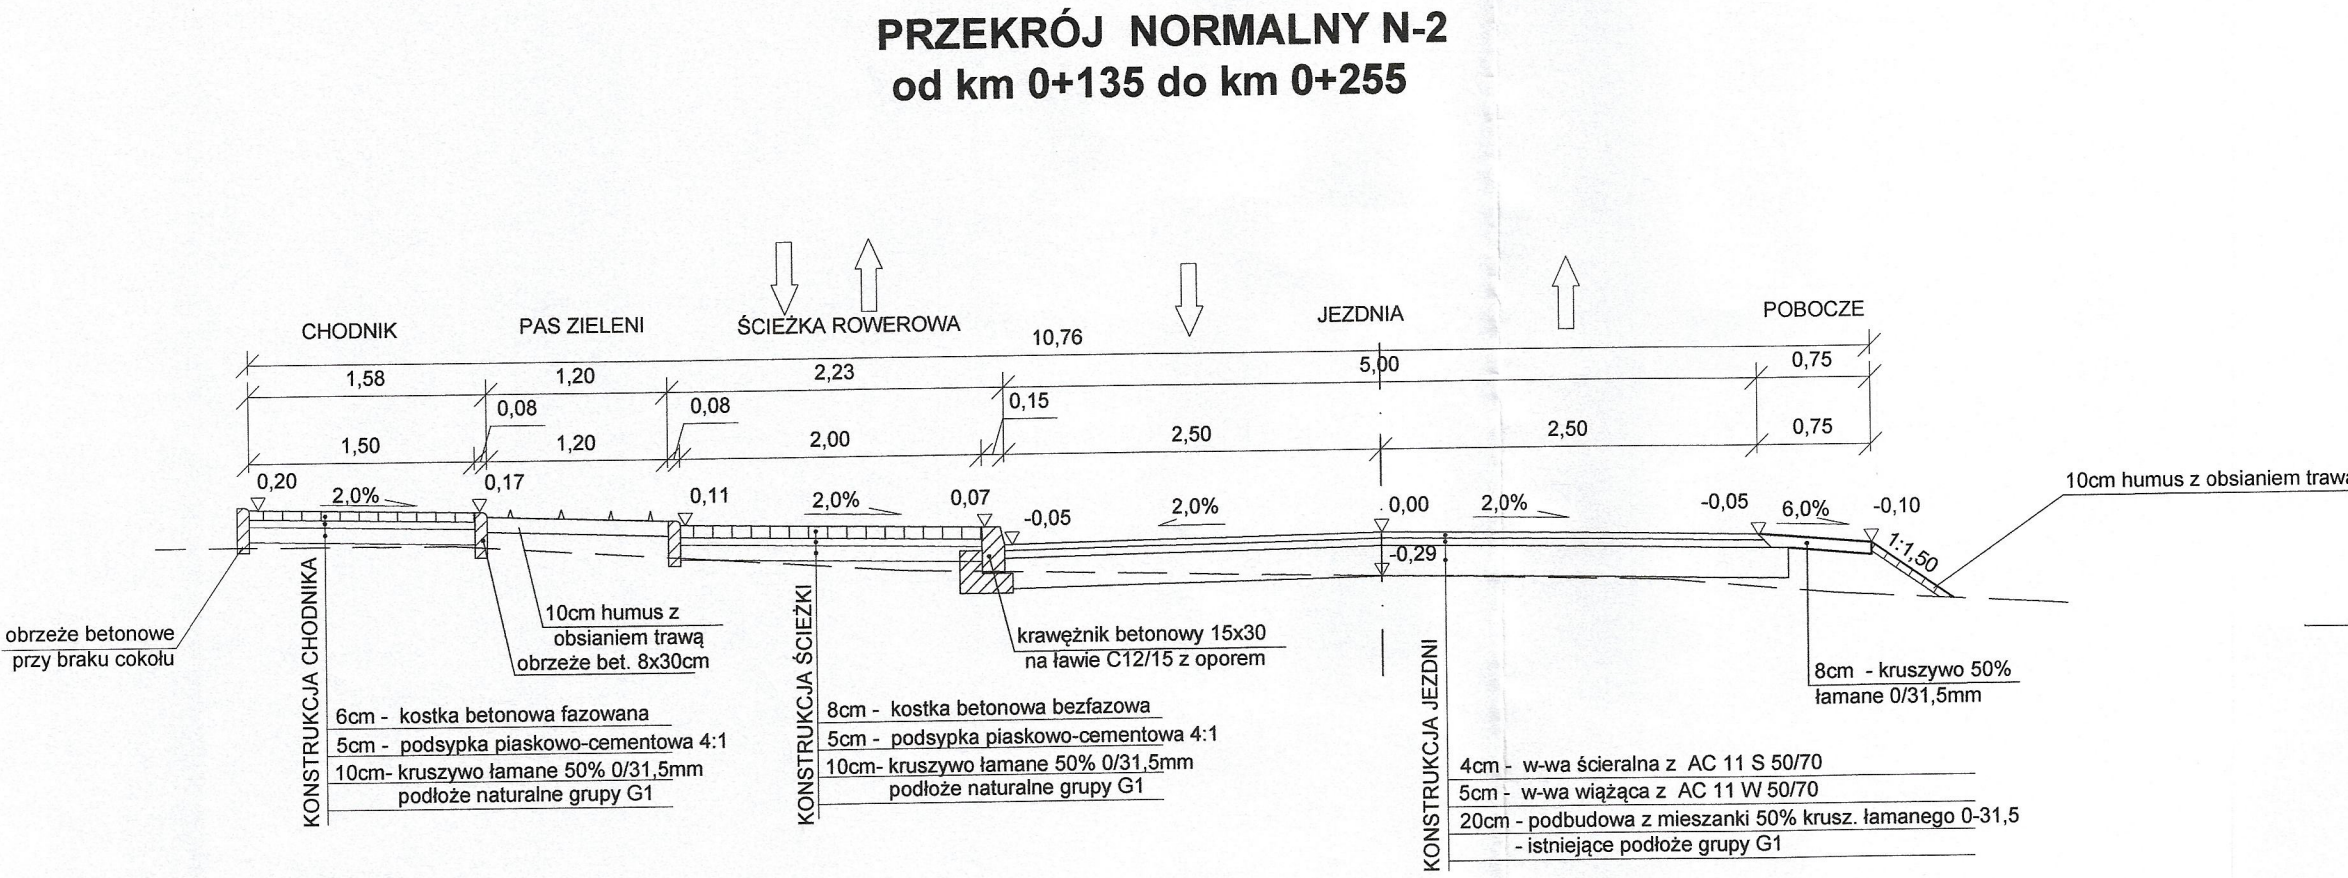 PRZEKRÓJ NORMALNY N-2
od km 0+135 do km 0+255
CHODNIK
PAS ZIELENI
ŚCIEŻKA ROWEROWA
JEZDNIA
POBOCZE
10,76
1,58
1,20
2,23
5,00
0,75
0,08
0,08
0,15
1,50
1,20
2,00
2,50
2,50
0,75
0,20
2,0%
0,17
0,11
2,0%
0,07
-0,05
2,0%
0,00
2,0%
-0,05
6,0%
-0,10
-0,29
1:1,50
10cm humus z obsianiem trawą
obrzeże betonowe
przy braku cokołu
10cm humus z
obsianiem trawą
obrzeże bet. 8x30cm
krawężnik betonowy 15x30
na ławie C12/15 z oporem
8cm - kruszywo 50%
łamane 0/31,5mm
KONSTRUKCJA CHODNIKA
6cm - kostka betonowa fazowana
5cm - podsypka piaskowo-cementowa 4:1
10cm- kruszywo łamane 50% 0/31,5mm
podłoże naturalne grupy G1
KONSTRUKCJA ŚCIEŻKI
8cm - kostka betonowa bezfazowa
5cm - podsypka piaskowo-cementowa 4:1
10cm- kruszywo łamane 50% 0/31,5mm
podłoże naturalne grupy G1
KONSTRUKCJA JEZDNI
4cm - w-wa ścieralna z AC 11 S 50/70
5cm - w-wa wiążąca z AC 11 W 50/70
20cm - podbudowa z mieszanki 50% krusz. łamanego 0-31,5
- istniejące podłoże grupy G1